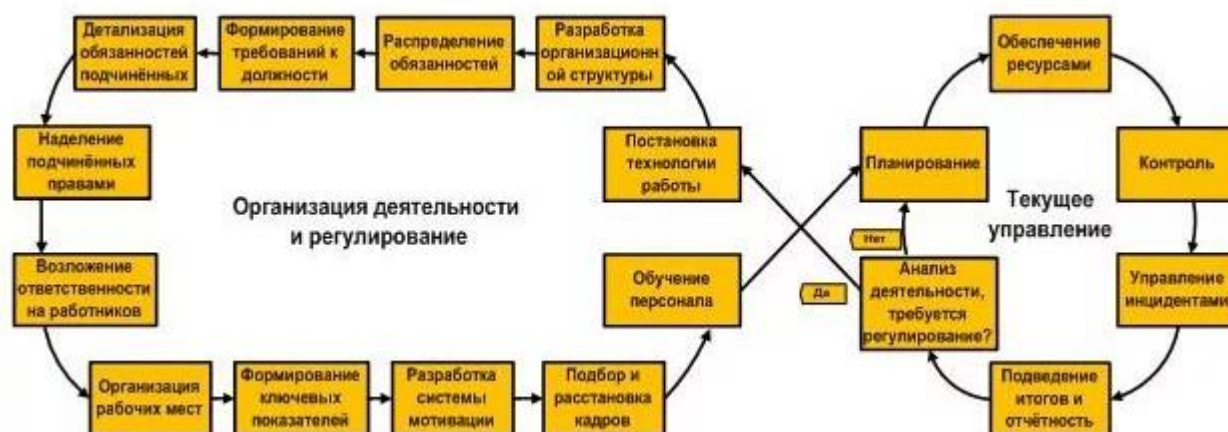 Детализация
обязанностей
подчинённых
Формирование
требований к
должности
Распределение
обязанностей
Разработка
организационн
ой структуры
Обеспечение
ресурсами
Наделение
подчинённых
правами
Постановка
технологии
работы
Планирование
Контроль
Организация деятельности
и регулирование
Текущее
управление
Нет
Возложение
ответственности
на работников
Обучение
персонала
Да
Анализ
деятельности,
требуется
регулирование?
Управление
инцидентами
Организация
рабочих мест
Формирование
ключевых
показателей
Разработка
системы
мотивации
Подбор и
расстановка
кадров
Подведение
итогов и
отчётность